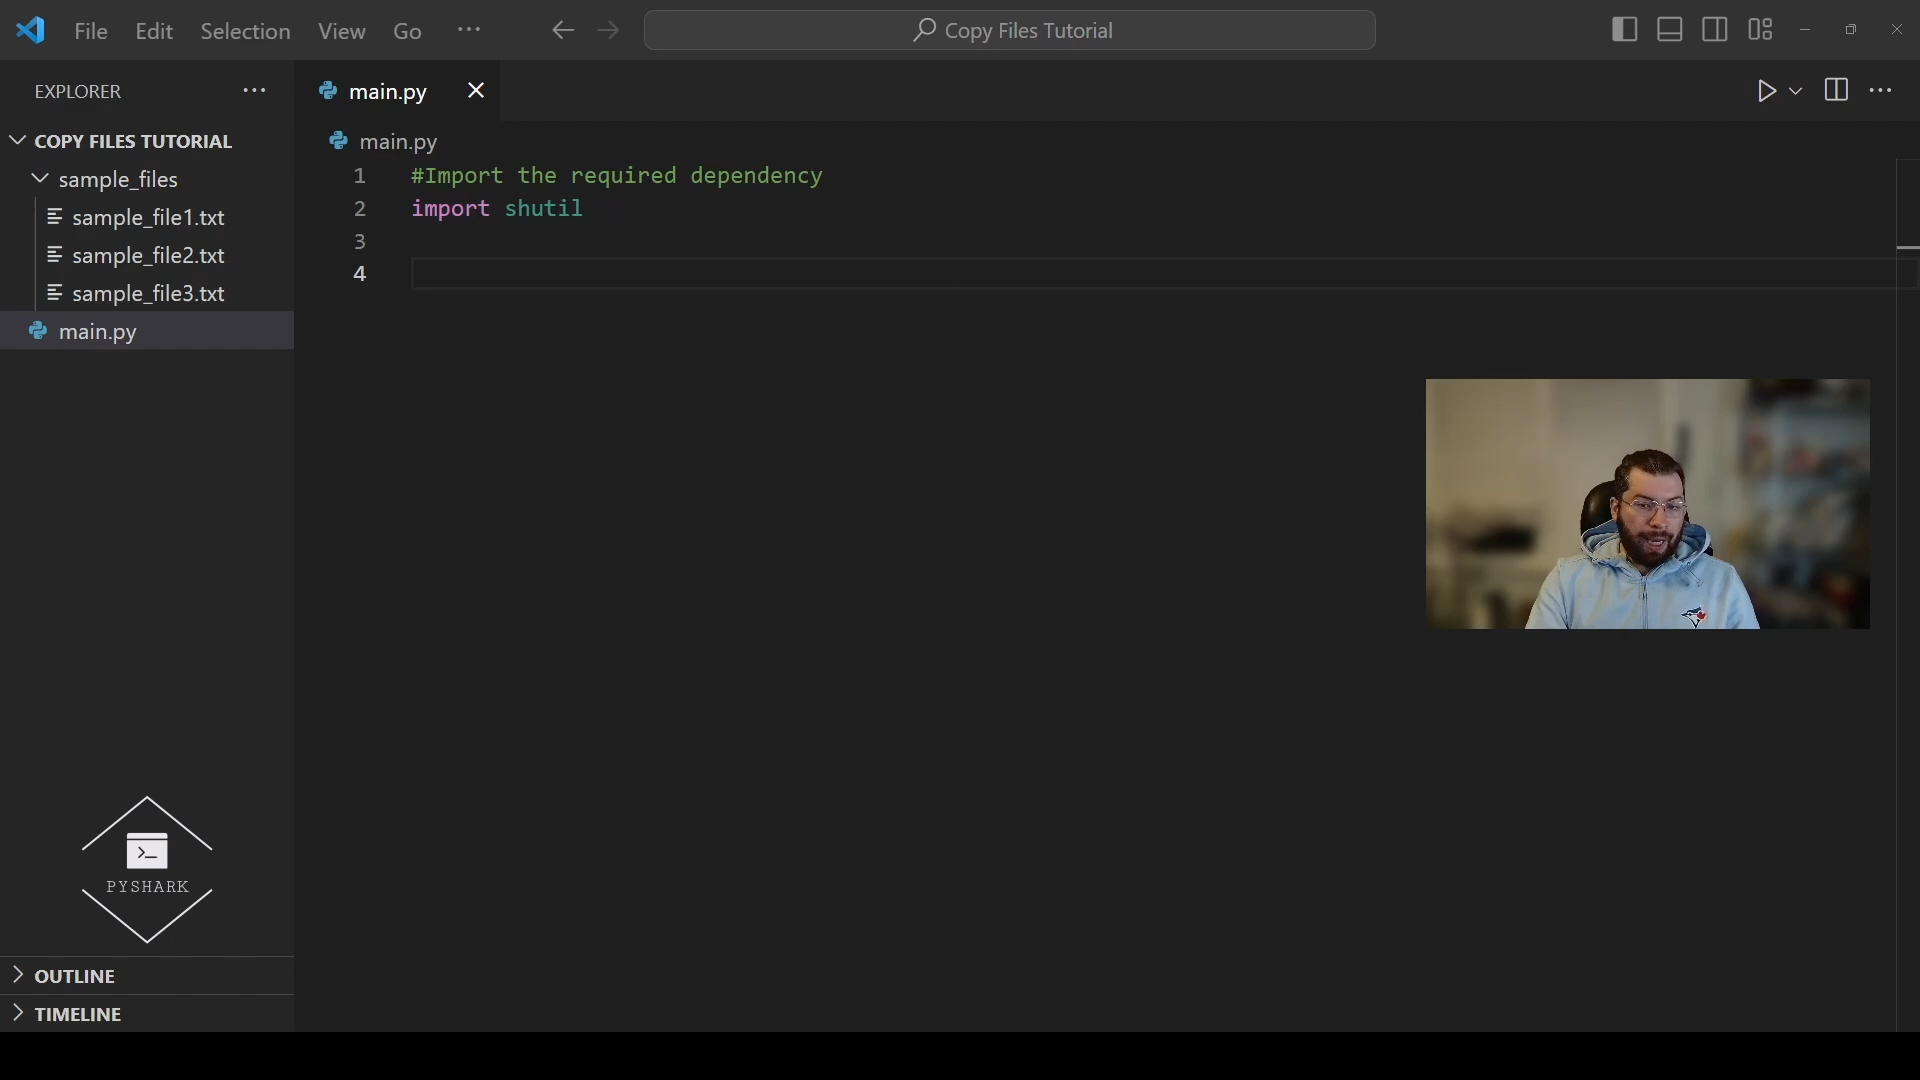 File Edit Selection View Go ···
Copy Files Tutorial
EXPLORER ···
main.py
COPY FILES TUTORIAL
sample_files
sample_file1.txt
sample_file2.txt
sample_file3.txt
main.py
main.py
1 #Import the required dependency
2 import shutil
3
4
>_
PYSHARK
OUTLINE
TIMELINE